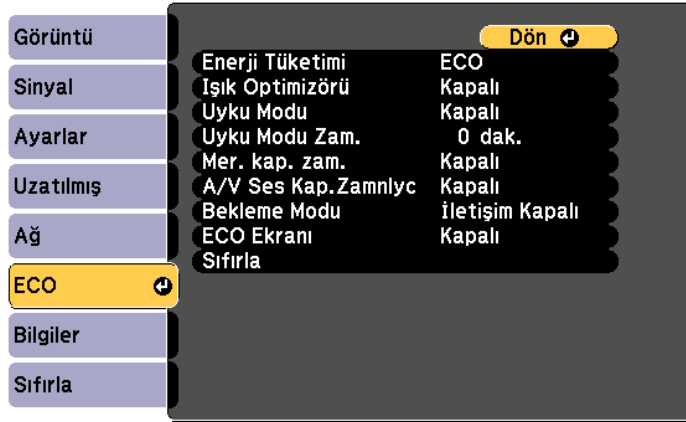 Görüntü
Sinyal
Ayarlar
Uzatılmış
Ağ
ECO
Bilgiler
Sıfırla
Dön
Enerji Tüketimi ECO
Işık Optimizörü Kapalı
Uyku Modu Kapalı
Uyku Modu Zam. 0 dak.
Mer. kap. zam. Kapalı
A/V Ses Kap.Zamnlyc Kapalı
Bekleme Modu İletişim Kapalı
ECO Ekranı Kapalı
Sıfırla